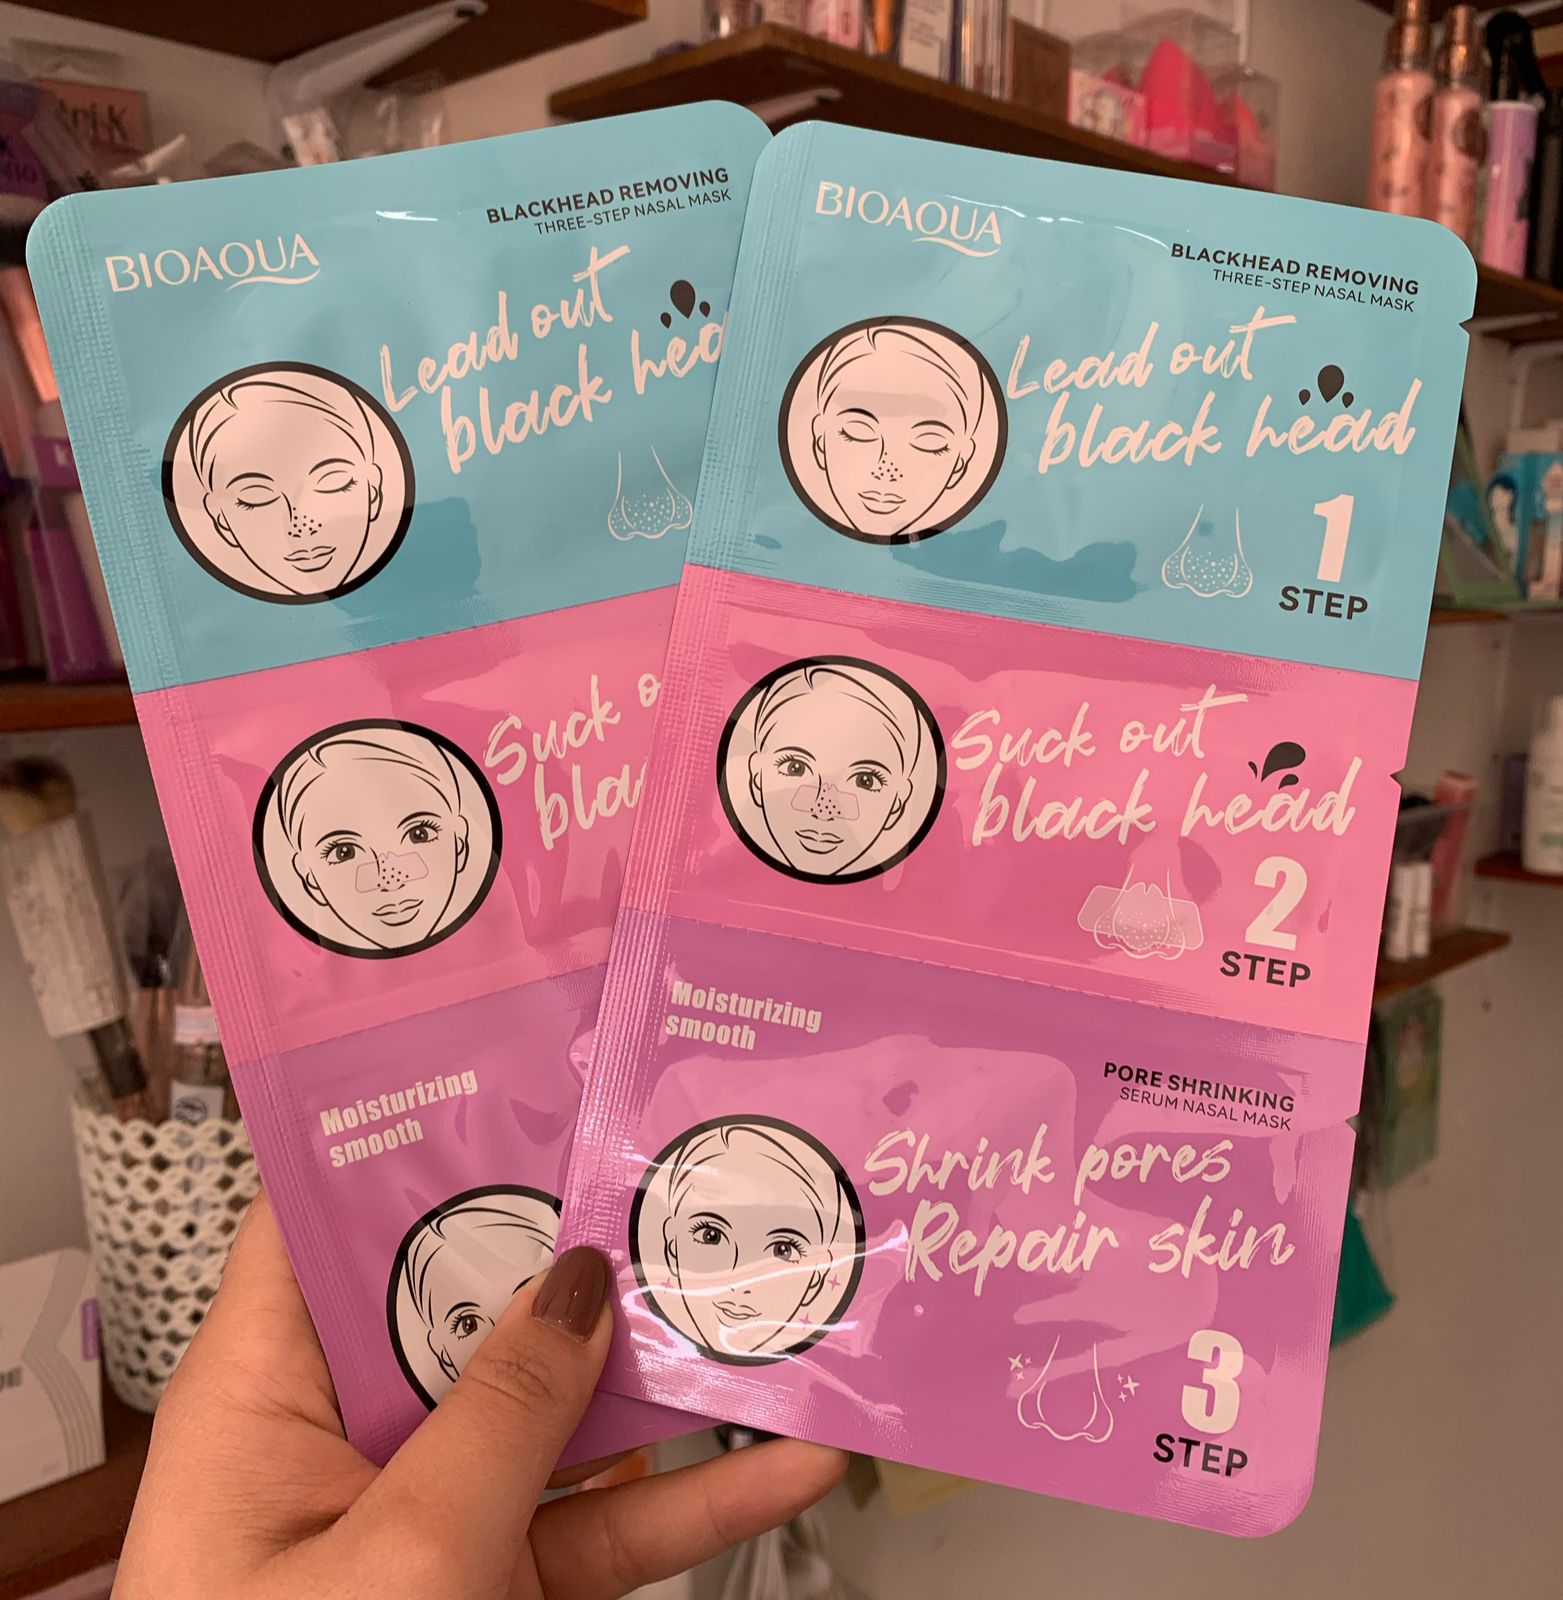 BIOAQUA
BLACKHEAD REMOVING
THREE-STEP NASAL MASK
Lead out
black hea
Suck o
bla
Moisturizing
smooth
BIOAQUA
BLACKHEAD REMOVING
THREE-STEP NASAL MASK
Lead out
black head
1
STEP
Suck out
black head
2
STEP
Moisturizing
smooth
PORE SHRINKING
SERUM NASAL MASK
Shrink pores
Repair skin
3
STEP